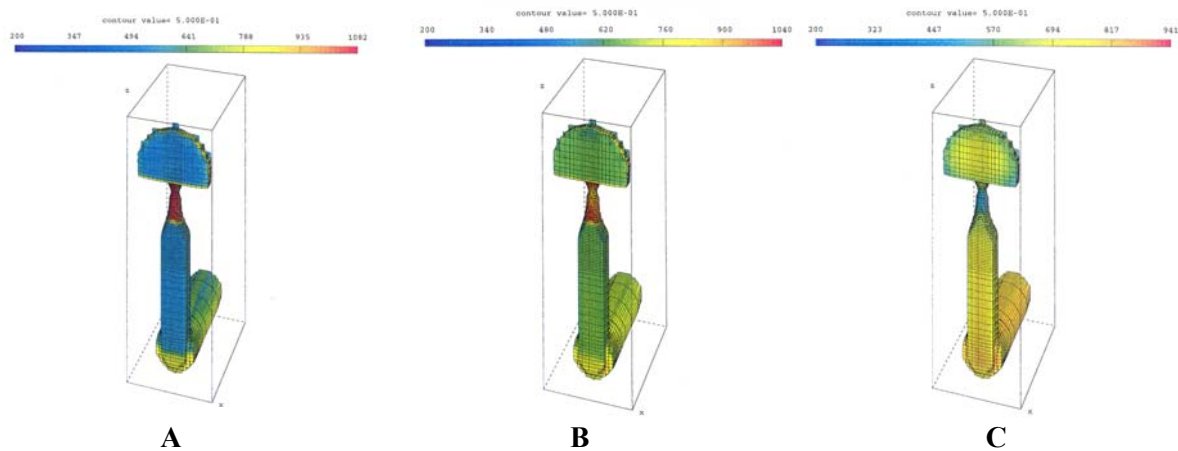 contour value= 5.000E-01
200 347 494 641 788 935 1082
z
x
A
contour value= 5.000E-01
200 340 480 620 760 900 1040
z
x
B
contour value= 5.000E-01
200 323 447 570 694 817 941
z
x
C